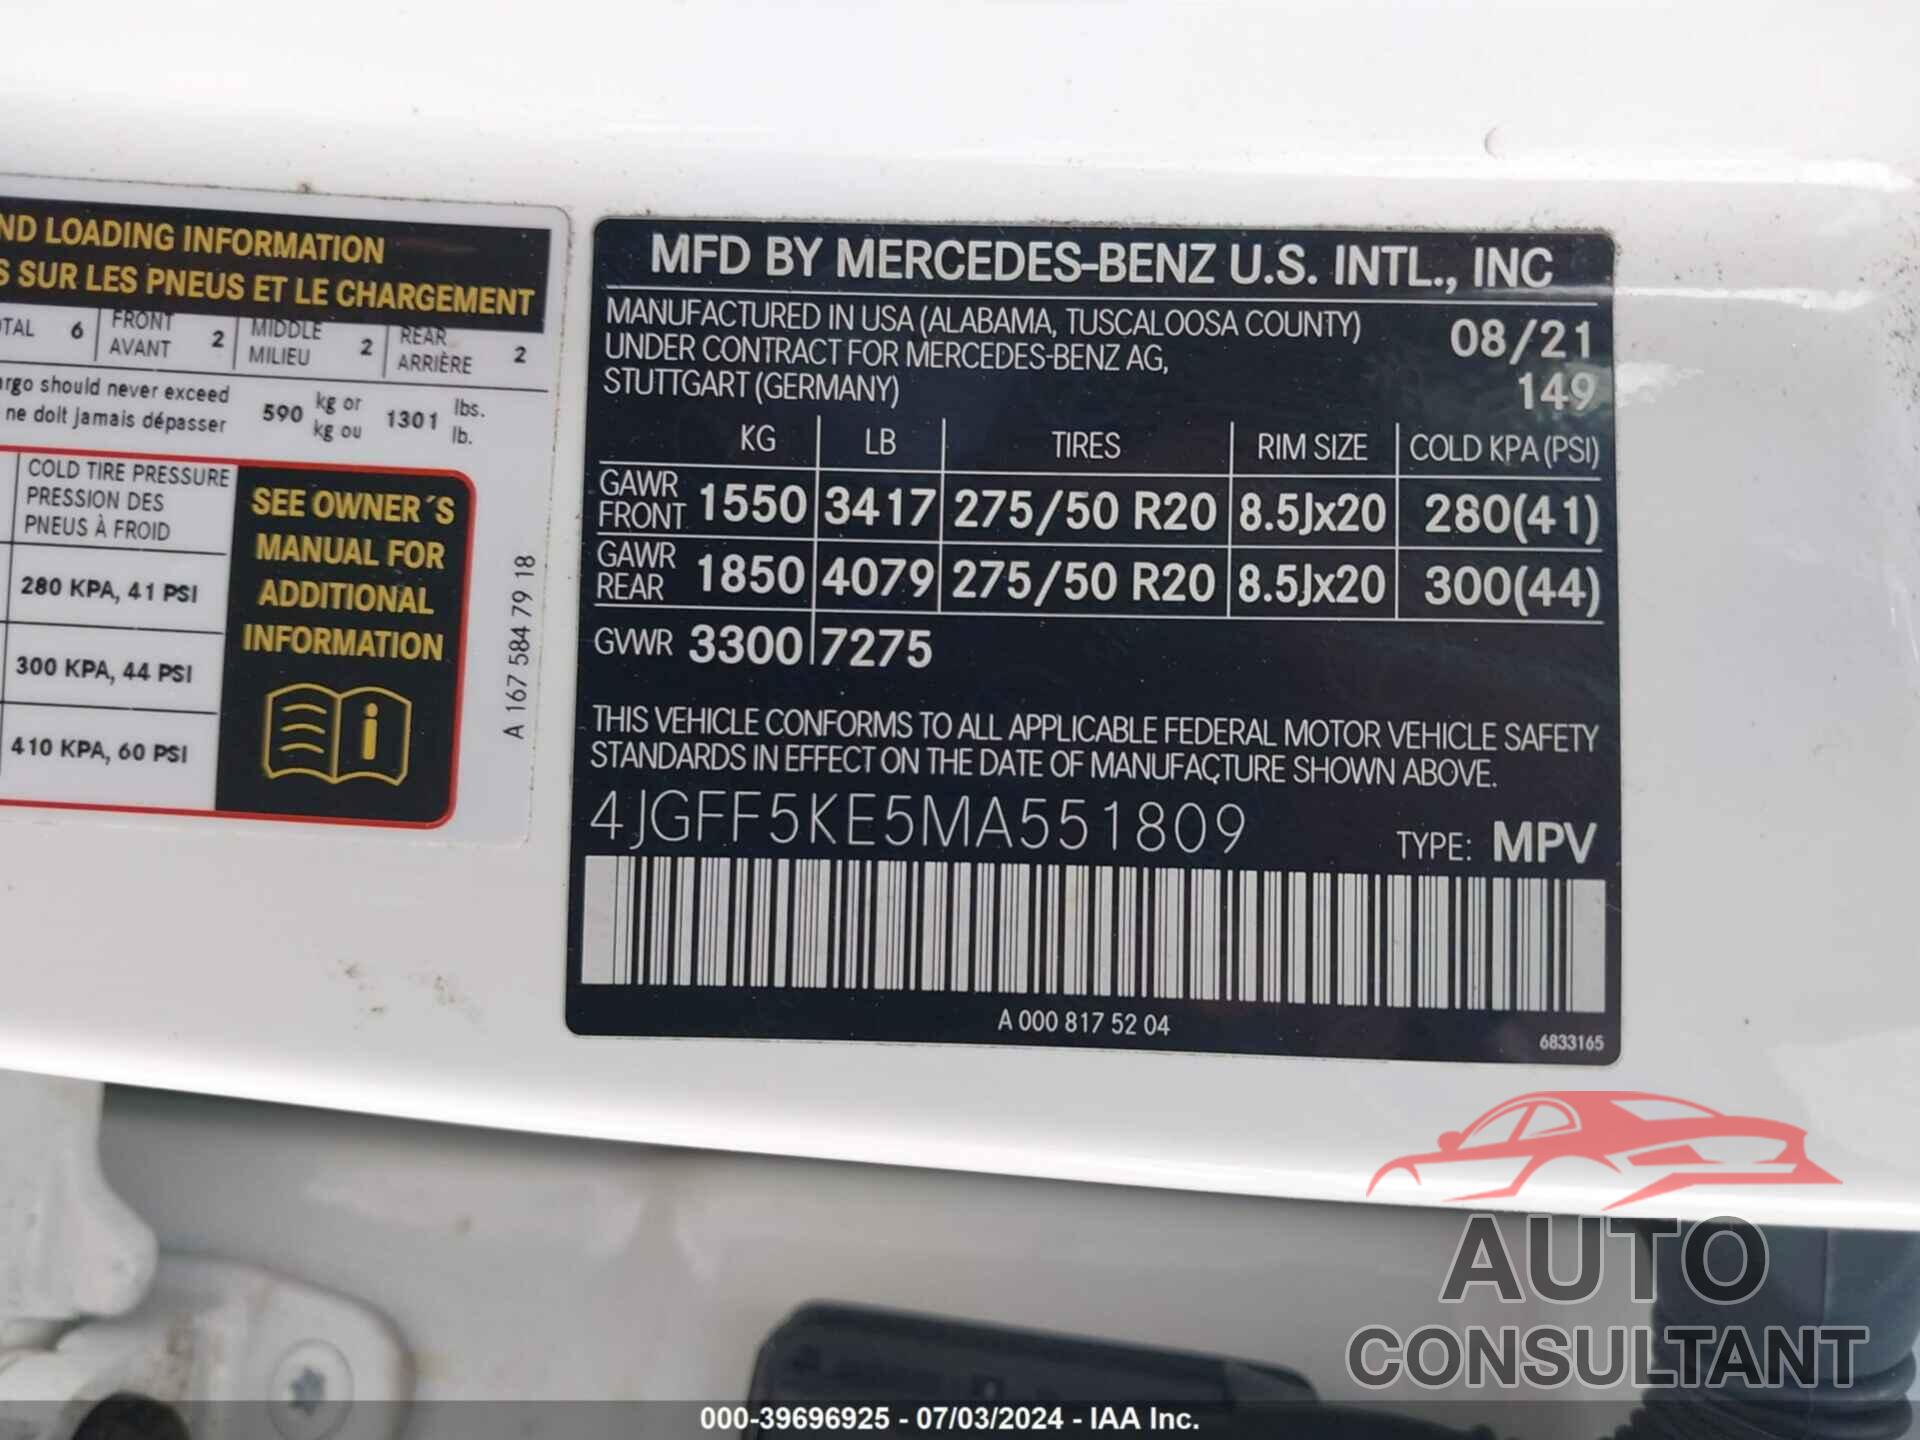 ND LOADING INFORMATION
S SUR LES PNEUS ET LE CHARGEMENT
OTAL 6 FRONT AVANT 2 MIDDLE MILIEU 2 REAR ARRIÈRE 2
argo should never exceed
ne doit jamais dépasser
590 kg or kg ou 1301 lbs. lb.
COLD TIRE PRESSURE
PRESSION DES
PNEUS À FROID
280 KPA, 41 PSI
300 KPA, 44 PSI
410 KPA, 60 PSI
SEE OWNER´S
MANUAL FOR
ADDITIONAL
INFORMATION
A 167 584 79 18
MFD BY MERCEDES-BENZ U.S. INTL., INC
MANUFACTURED IN USA (ALABAMA, TUSCALOOSA COUNTY) 08/21
UNDER CONTRACT FOR MERCEDES-BENZ AG,
STUTTGART (GERMANY) 149
KG LB TIRES RIM SIZE COLD KPA (PSI)
GAWR FRONT 1550 3417 275/50 R20 8.5Jx20 280(41)
GAWR REAR 1850 4079 275/50 R20 8.5Jx20 300(44)
GVWR 3300 7275
THIS VEHICLE CONFORMS TO ALL APPLICABLE FEDERAL MOTOR VEHICLE SAFETY
STANDARDS IN EFFECT ON THE DATE OF MANUFACTURE SHOWN ABOVE.
4JGFF5KE5MA551809 TYPE: MPV
A 000 817 52 04
6833165
AUTO
CONSULTANT
000-39696925 - 07/03/2024 - IAA Inc.